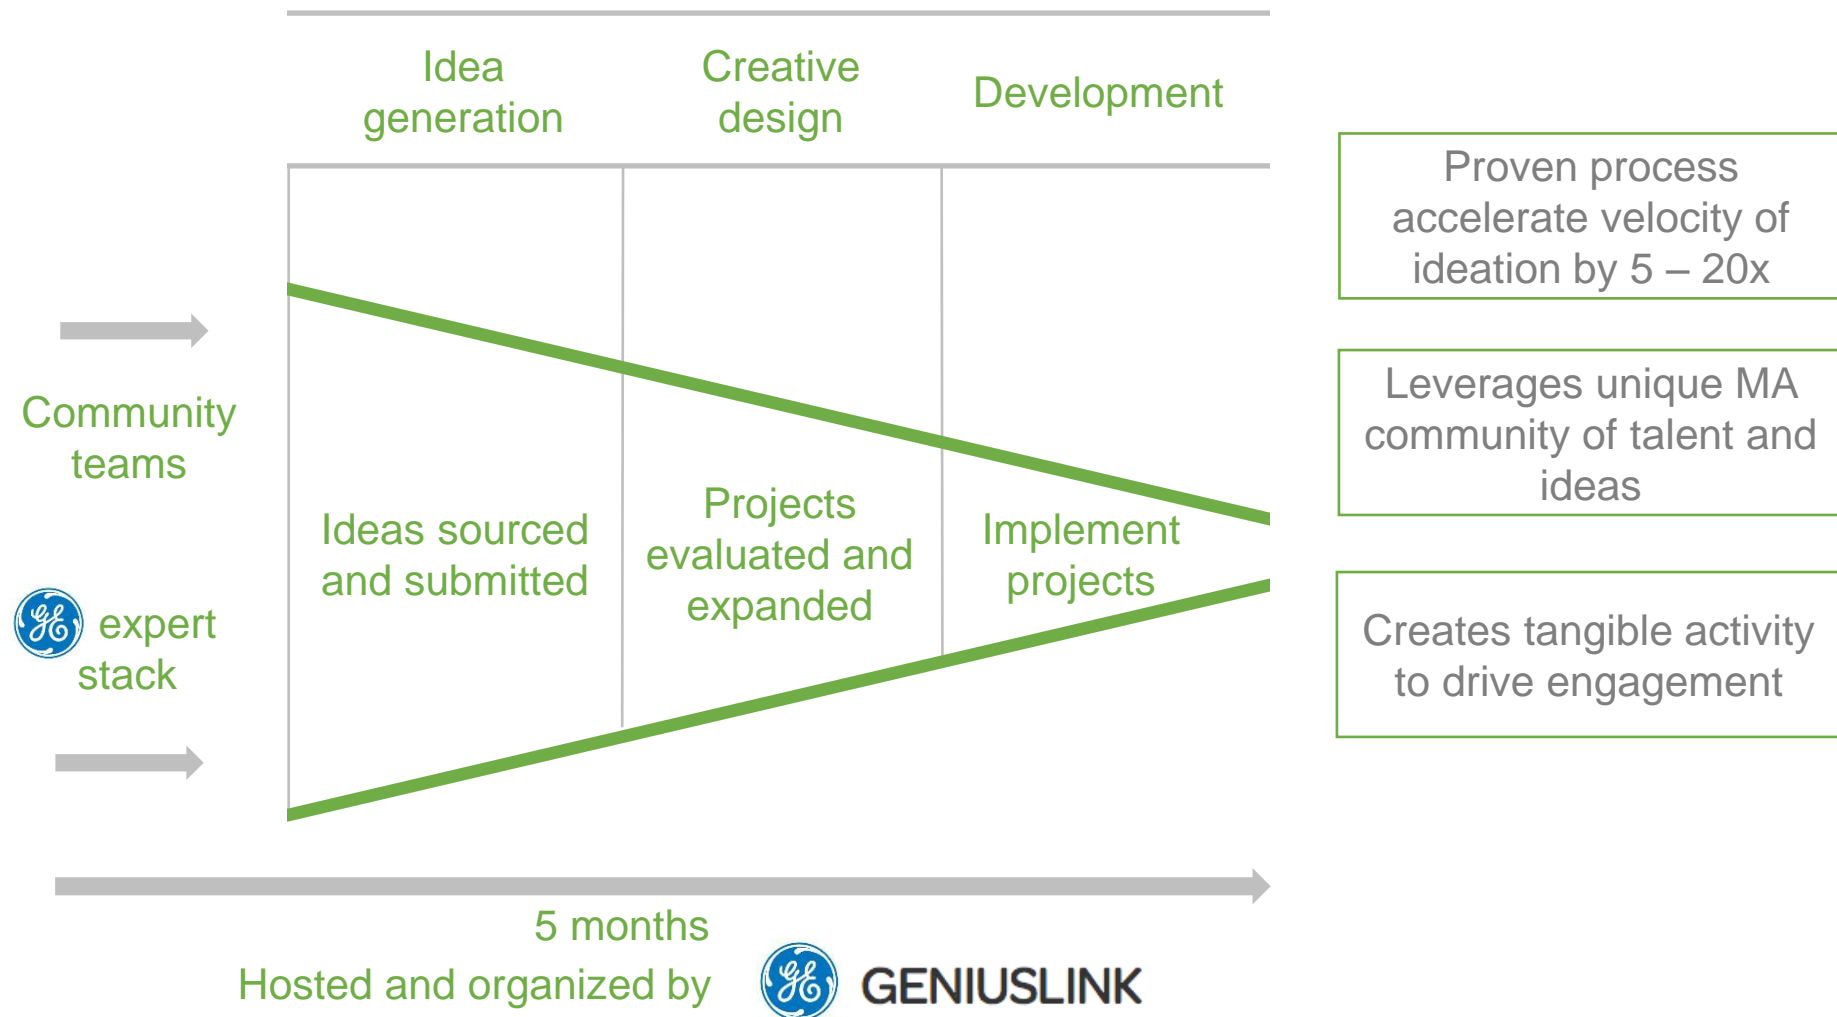 Idea
generation
Creative
design
Development
Community
teams
GE expert
stack
Ideas sourced
and submitted
Projects
evaluated and
expanded
Implement
projects
Proven process
accelerate velocity of
ideation by 5 – 20x
Leverages unique MA
community of talent and
ideas
Creates tangible activity
to drive engagement
5 months
Hosted and organized by GE GENIUSLINK